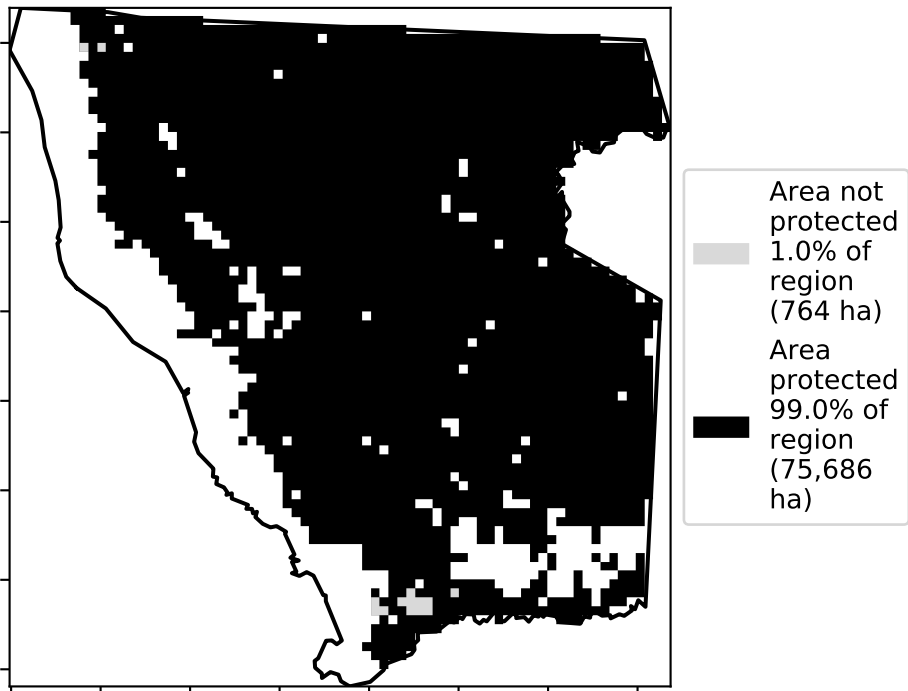 Area not
protected
1.0% of
region
(764 ha)
Area
protected
99.0% of
region
(75,686
ha)